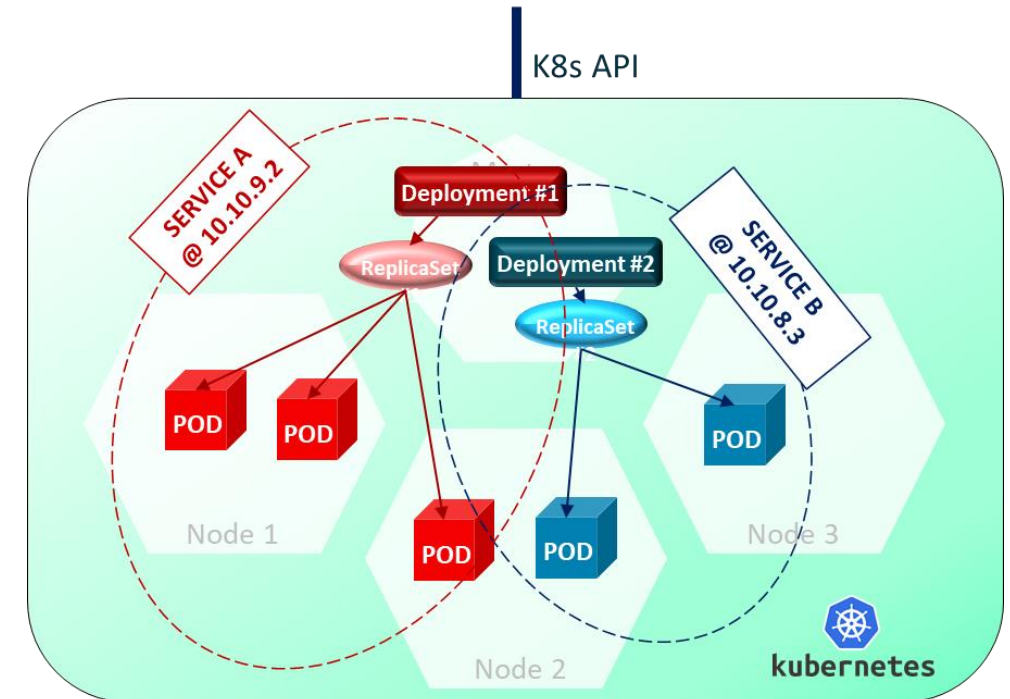 K8s API
SERVICE A
@ 10.10.9.2
Deployment #1
SERVICE B
@ 10.10.8.3
ReplicaSet
Deployment #2
ReplicaSet
POD
POD
POD
POD
POD
Node 1
Node 3
Node 2
kubernetes